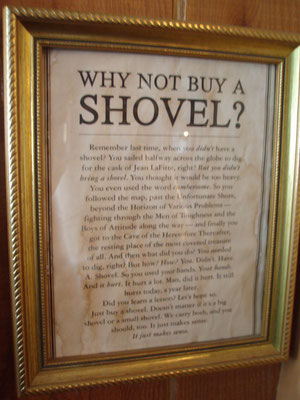 WHY NOT BUY A
SHOVEL?
Remember last time, when you didn't have a
shovel? You sailed halfway across the globe to dig
for the cask of Jean LaFitte, right? But you didn't
bring a shovel. You thought it would be too heavy.
You even used the word cumbersome. So you
followed the map, past the Unfortunate Shoals,
beyond the Horizon of Various Problems —
fighting through the Men of Toughness and the
Boys of Attitude along the way — and finally you
got to the Cave of the Heretofore Thereafter,
the resting place of the most coveted treasure
of all. And then what did you do? You needed
to dig, right? But how? How? You. Didn't. Have.
A. Shovel. So you used your hands. Your hands.
And it hurt. It hurt a lot. Man, did it hurt. It still
hurts today, a year later.
Did you learn a lesson? Let's hope so.
Just buy a shovel. Doesn't matter if it's a big
shovel or a small shovel. We carry both, and you
should, too. It just makes sense.
It just makes sense.